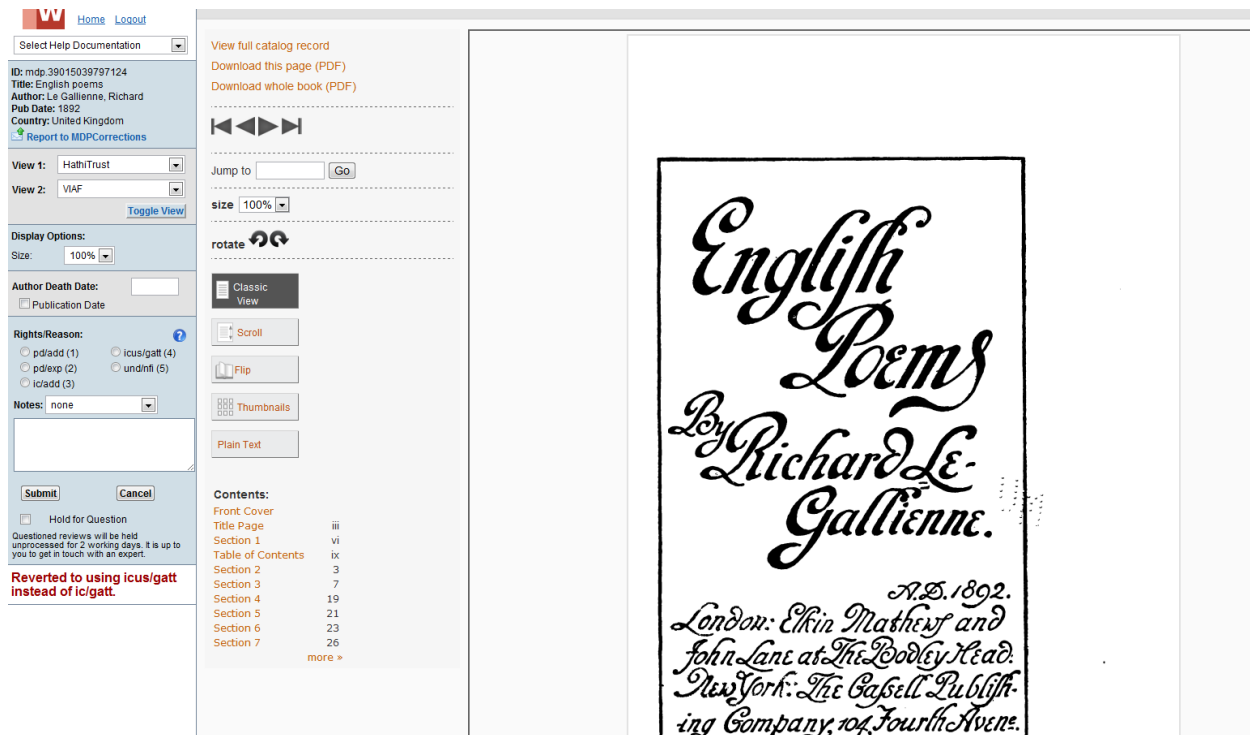 W
Home Logout
Select Help Documentation
ID: mdp.39015039797124
Title: English poems
Author: Le Gallienne, Richard
Pub Date: 1892
Country: United Kingdom
Report to MDPCorrections
View 1: HathiTrust
View 2: VIAF
Toggle View
Display Options:
Size: 100%
Author Death Date:
Publication Date
Rights/Reason: ?
pd/add (1) icus/gatt (4)
pd/exp (2) und/nfi (5)
ic/add (3)
Notes: none
Submit Cancel
Hold for Question
Questioned reviews will be held
unprocessed for 2 working days. It is up to
you to get in touch with an expert.
Reverted to using icus/gatt
instead of ic/gatt.
View full catalog record
Download this page (PDF)
Download whole book (PDF)
Jump to Go
size 100%
rotate
Classic
View
Scroll
Flip
Thumbnails
Plain Text
Contents:
Front Cover
Title Page iii
Section 1 vi
Table of Contents ix
Section 2 3
Section 3 7
Section 4 19
Section 5 21
Section 6 23
Section 7 26
more »
Engliſh
Poems
By
Richard Le-
Gallienne.
A.D. 1892.
London: Elkin Mathews and
John Lane at The Bodley Head:
New York: The Caſſell Publiſh-
ing Company, 104, Fourth Avene.